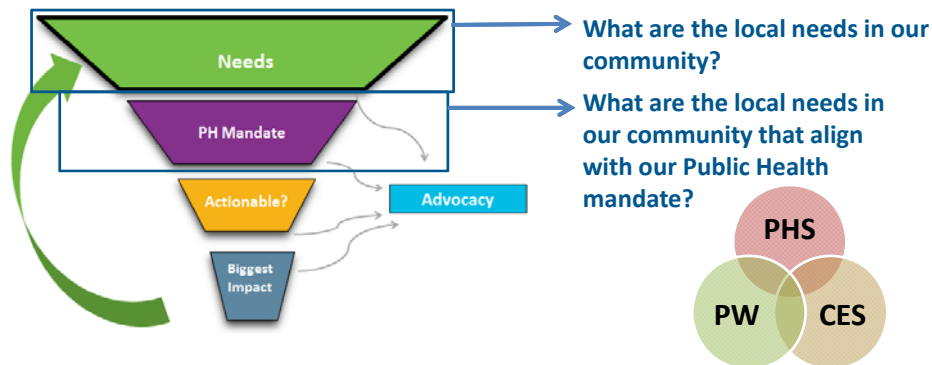 Needs
PH Mandate
Actionable?
Biggest
Impact
Advocacy
What are the local needs in our
community?
What are the local needs in
our community that align
with our Public Health
mandate?
PHS
PW
CES